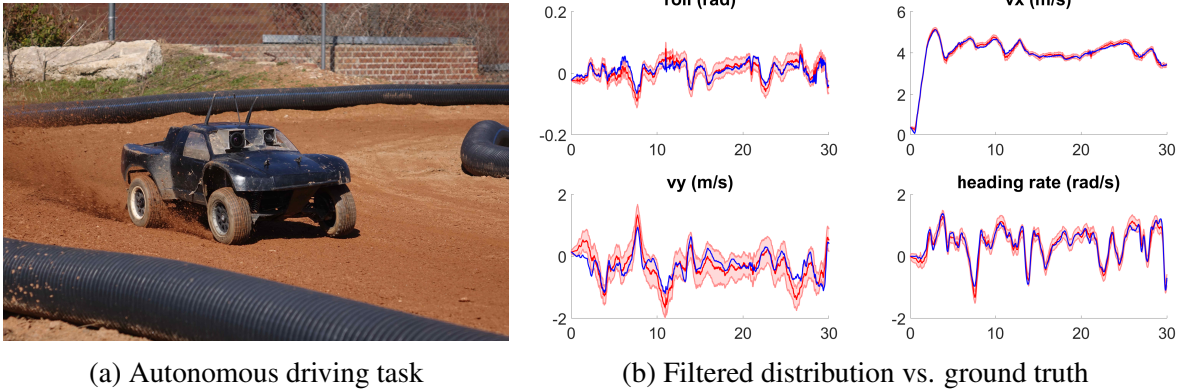 roll (rad)
vx (m/s)
0.2
0
-0.2
0 10 20 30
6
4
2
0
0 10 20 30
vy (m/s)
heading rate (rad/s)
2
0
-2
0 10 20 30
2
0
-2
0 10 20 30
(a) Autonomous driving task
(b) Filtered distribution vs. ground truth